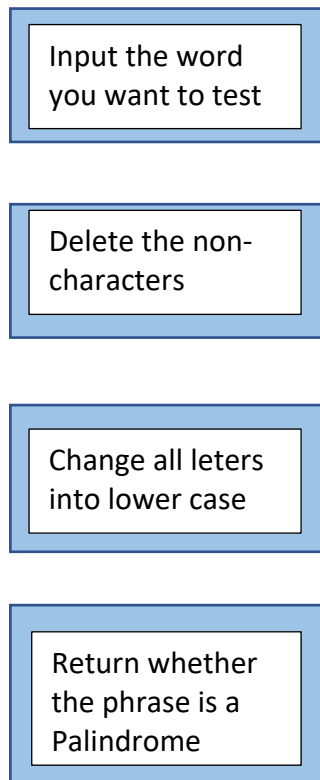 Input the word
you want to test
Delete the non-
characters
Change all leters
into lower case
Return whether
the phrase is a
Palindrome